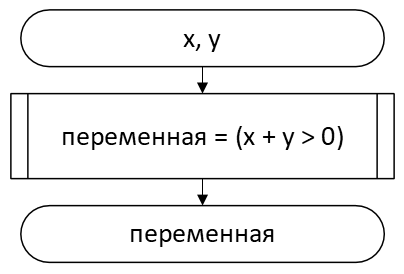 x, y
переменная = (x + y > 0)
переменная